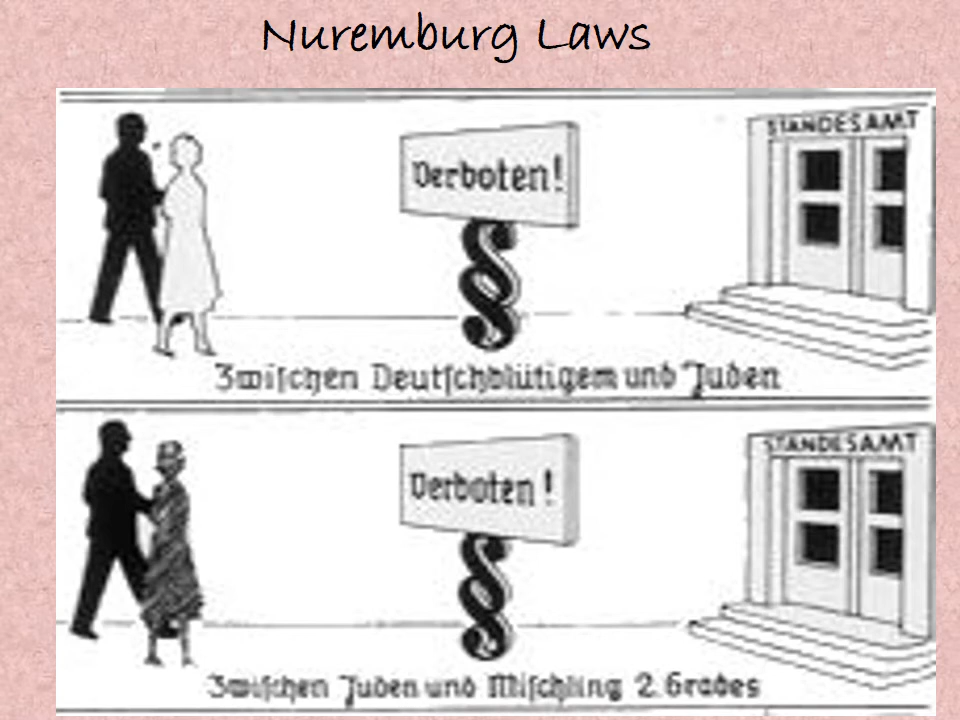 Nuremburg Laws
Verboten!
STANDESAMT
§
Zwischen Deutschblütigem und Juden
Verboten!
STANDESAMT
§
Zwischen Juden und Mischling 2. Grades